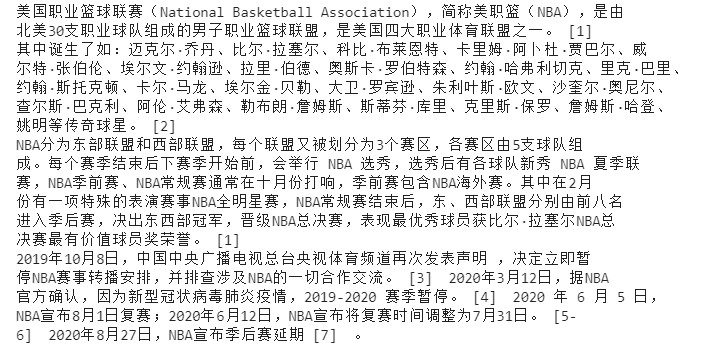 美国职业篮球联赛（National Basketball Association），简称美职篮（NBA），是由
北美30支职业球队组成的男子职业篮球联盟，是美国四大职业体育联盟之一。 [1]
其中诞生了如：迈克尔·乔丹、比尔·拉塞尔、科比·布莱恩特、卡里姆·阿卜杜·贾巴尔、威
尔特·张伯伦、埃尔文·约翰逊、拉里·伯德、奥斯卡·罗伯特森、约翰·哈弗利切克、里克·巴里、
约翰·斯托克顿、卡尔·马龙、埃尔金·贝勒、大卫·罗宾逊、朱利叶斯·欧文、沙奎尔·奥尼尔、
查尔斯·巴克利、阿伦·艾弗森、勒布朗·詹姆斯、斯蒂芬·库里、克里斯·保罗、詹姆斯·哈登、
姚明等传奇球星。 [2]
NBA分为东部联盟和西部联盟，每个联盟又被划分为3个赛区，各赛区由5支球队组
成。每个赛季结束后下赛季开始前，会举行 NBA 选秀，选秀后有各球队新秀 NBA 夏季联
赛，NBA季前赛、NBA常规赛通常在十月份打响，季前赛包含NBA海外赛。其中在2月
份有一项特殊的表演赛事NBA全明星赛，NBA常规赛结束后，东、西部联盟分别由前八名
进入季后赛，决出东西部冠军，晋级NBA总决赛，表现最优秀球员获比尔·拉塞尔NBA总
决赛最有价值球员奖荣誉。 [1]
2019年10月8日，中国中央广播电视总台央视体育频道再次发表声明 ，决定立即暂
停NBA赛事转播安排，并排查涉及NBA的一切合作交流。 [3] 2020年3月12日，据NBA
官方确认，因为新型冠状病毒肺炎疫情，2019-2020 赛季暂停。 [4] 2020 年 6 月 5 日，
NBA宣布8月1日复赛；2020年6月12日，NBA宣布将复赛时间调整为7月31日。 [5-
6] 2020年8月27日，NBA宣布季后赛延期 [7] 。